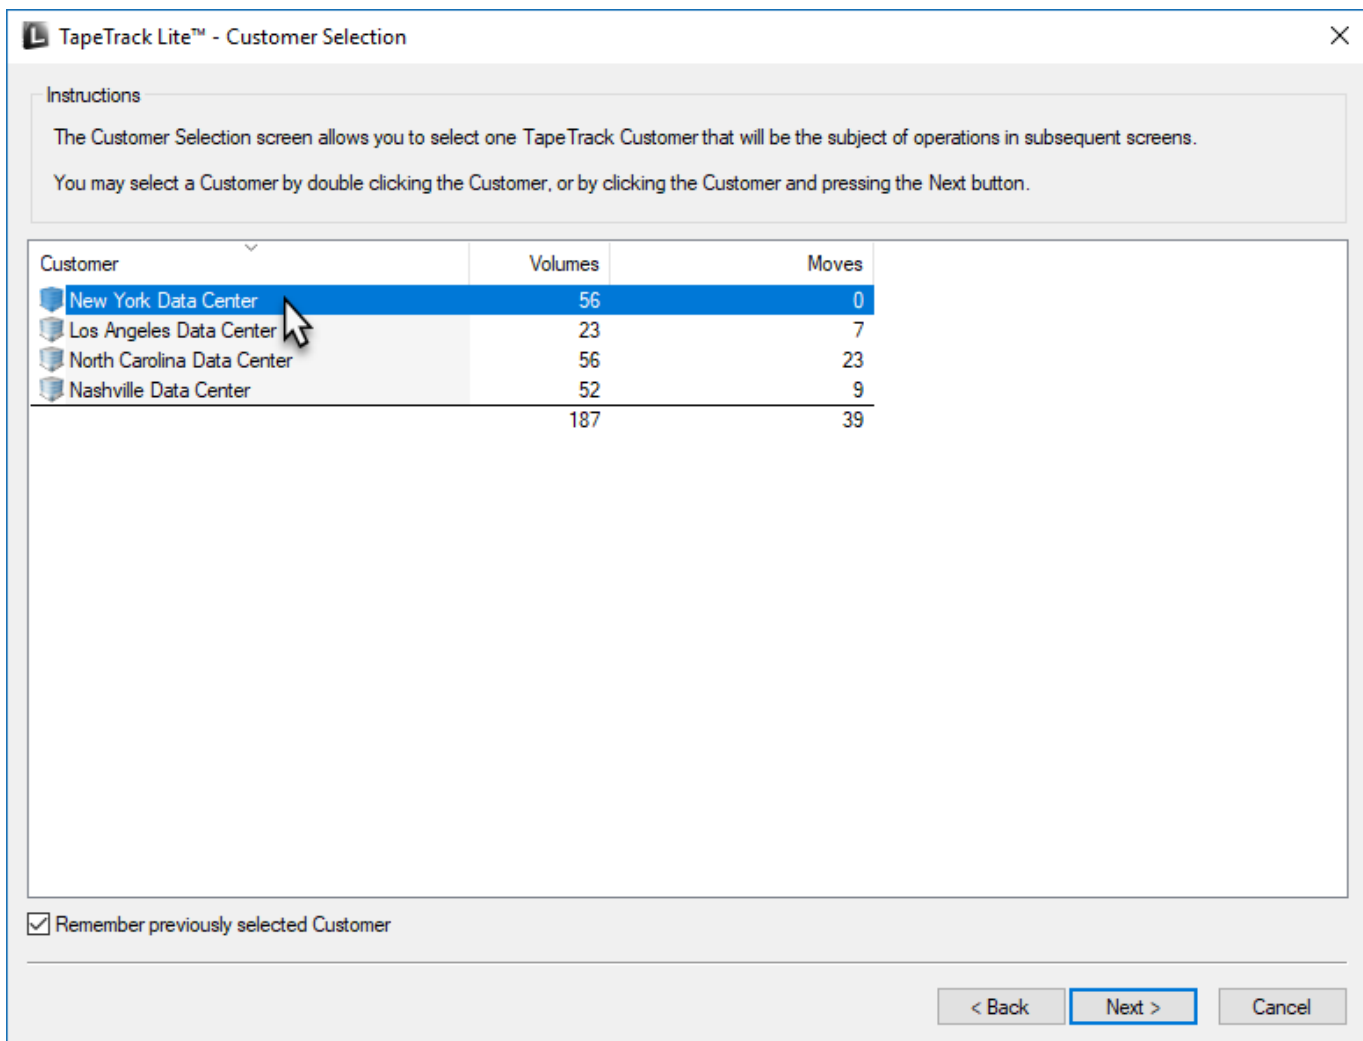 TapeTrack Lite™ - Customer Selection
Instructions
The Customer Selection screen allows you to select one TapeTrack Customer that will be the subject of operations in subsequent screens.
You may select a Customer by double clicking the Customer, or by clicking the Customer and pressing the Next button.
Customer Volumes Moves
New York Data Center 56 0
Los Angeles Data Center 23 7
North Carolina Data Center 56 23
Nashville Data Center 52 9
187 39
Remember previously selected Customer
< Back Next > Cancel